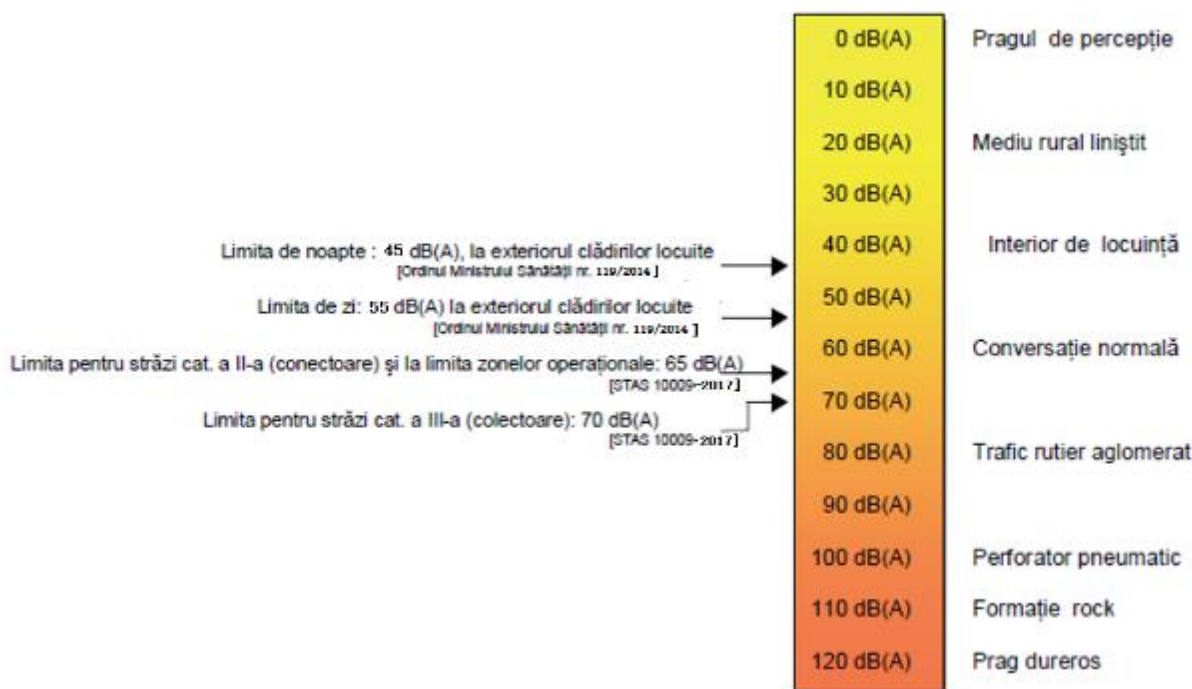 0 dB(A) Pragul de percepție
10 dB(A)
20 dB(A) Mediu rural liniştit
30 dB(A)
Limita de noapte : 45 dB(A), la exteriorul clădirilor locuite
[Ordinul Ministrului Sănătăţii nr. 119/2014 ]
40 dB(A) Interior de locuință
Limita de zi: 55 dB(A) la exteriorul clădirilor locuite
[Ordinul Ministrului Sănătăţii nr. 119/2014 ]
50 dB(A)
Limita pentru străzi cat. a II-a (conectoare) şi la limita zonelor operaționale: 65 dB(A)
[STAS 10009-2017]
60 dB(A) Conversație normală
Limita pentru străzi cat. a III-a (colectoare): 70 dB(A)
[STAS 10009-2017]
70 dB(A)
80 dB(A) Trafic rutier aglomerat
90 dB(A)
100 dB(A) Perforator pneumatic
110 dB(A) Formație rock
120 dB(A) Prag dureros